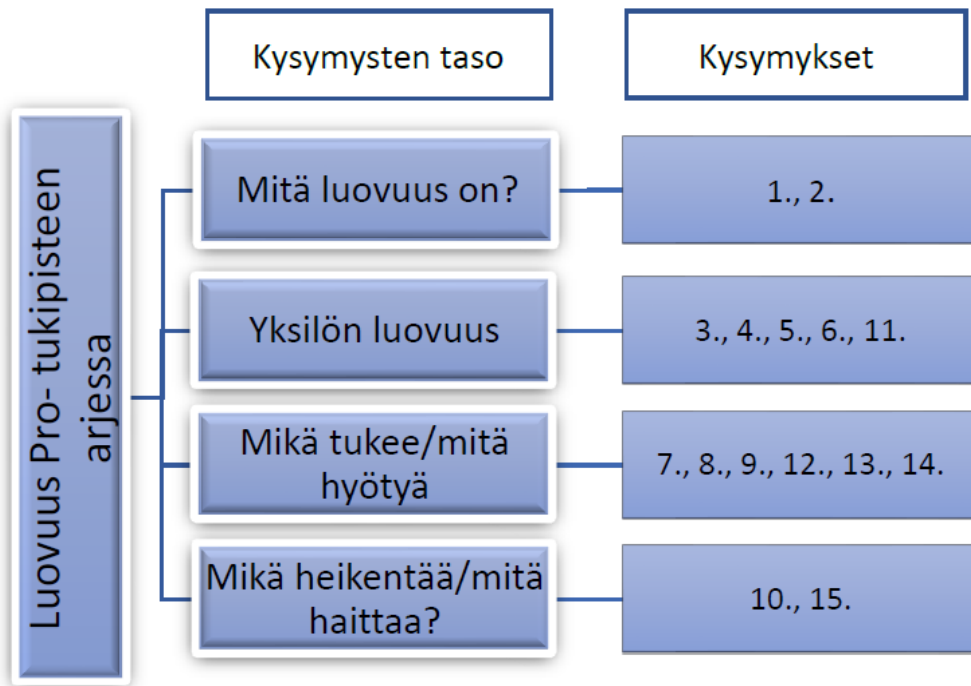 Kysymysten taso
Kysymykset
Luovuus Pro- tukipisteen
arjessa
Mitä luovuus on?
1., 2.
Yksilön luovuus
3., 4., 5., 6., 11.
Mikä tukee/mitä
hyötyä
7., 8., 9., 12., 13., 14.
Mikä heikentää/mitä
haittaa?
10., 15.